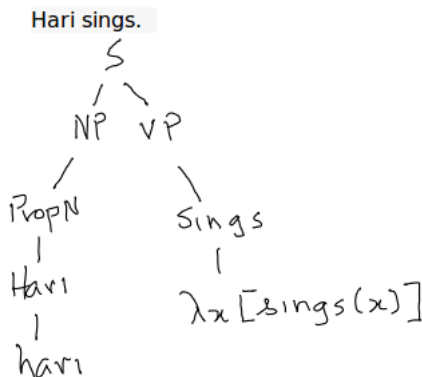 Hari sings.
S
NP VP
PropN sings
Hari λx[sings(x)]
hari